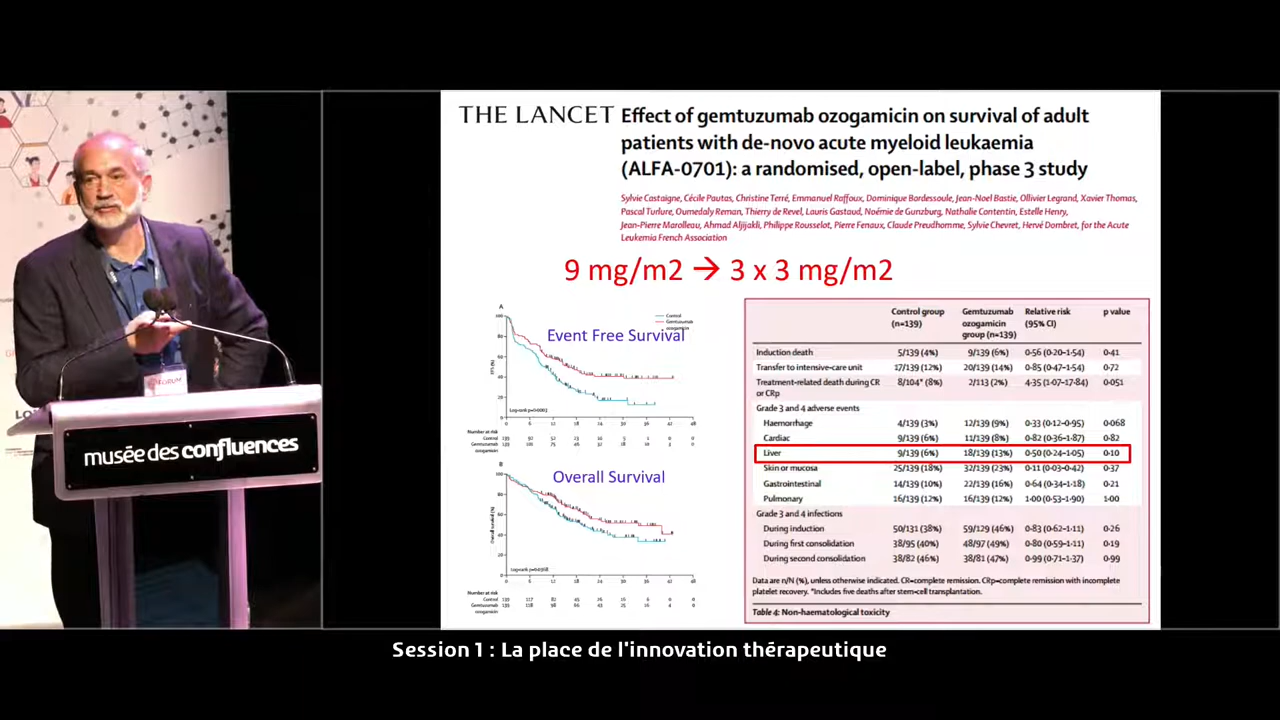 THE LANCET
Effect of gemtuzumab ozogamicin on survival of adult
patients with de-novo acute myeloid leukaemia
(ALFA-0701): a randomised, open-label, phase 3 study
Sylvie Castaigne, Cécile Pautas, Christine Terré, Emmanuel Raffoux, Dominique Bordessoule, Jean-Noel Bastie, Ollivier Legrand, Xavier Thomas,
Pascal Turlure, Oumedaly Reman, Thierry de Revel, Lauris Gastaud, Noémie de Gunzburg, Nathalie Contentin, Estelle Henry,
Jean-Pierre Marolleau, Ahmad Aljijakli, Philippe Rousselot, Pierre Fenaux, Claude Preudhomme, Sylvie Chevret, Hervé Dombret, for the Acute
Leukemia French Association
9 mg/m2 → 3 x 3 mg/m2
A
Control
Gemtuzumab
ozogamicin
Event Free Survival
Number at risk
Control
Gemtuzumab
ozogamicin
B
Overall Survival
Overall survival (%)
Number at risk
Control
Gemtuzumab
ozogamicin
Control group Gemtuzumab Relative risk p value
(n=139) ozogamicin (95% CI)
group (n=139)
Induction death 5/139 (4%) 9/139 (6%) 0·56 (0·20–1·54) 0·41
Transfer to intensive-care unit 17/139 (12%) 20/139 (14%) 0·85 (0·47–1·54) 0·72
Treatment-related death during CR 8/104* (8%) 2/113 (2%) 4·35 (1·07–17·84) 0·051
or CRp
Grade 3 and 4 adverse events
Haemorrhage 4/139 (3%) 12/139 (9%) 0·33 (0·12–0·95) 0·068
Cardiac 9/139 (6%) 11/139 (8%) 0·82 (0·36–1·87) 0·82
Liver 9/139 (6%) 18/139 (13%) 0·50 (0·24–1·05) 0·10
Skin or mucosa 25/139 (18%) 32/139 (23%) 0·11 (0·03–0·42) 0·37
Gastrointestinal 14/139 (10%) 22/139 (16%) 0·64 (0·34–1·18) 0·21
Pulmonary 16/139 (12%) 16/139 (12%) 1·00 (0·53–1·90) 1·00
Grade 3 and 4 infections
During induction 50/131 (38%) 59/129 (46%) 0·83 (0·62–1·11) 0·26
During first consolidation 38/95 (40%) 48/97 (49%) 0·80 (0·59–1·11) 0·19
During second consolidation 38/82 (46%) 38/81 (47%) 0·99 (0·71–1·37) 0·99
Data are n/N (%), unless otherwise indicated. CR=complete remission. CRp=complete remission with incomplete
platelet recovery. *Includes five deaths after stem-cell transplantation.
Table 4: Non-haematological toxicity
FORUM
musée des confluences
Session 1 : La place de l'innovation thérapeutique